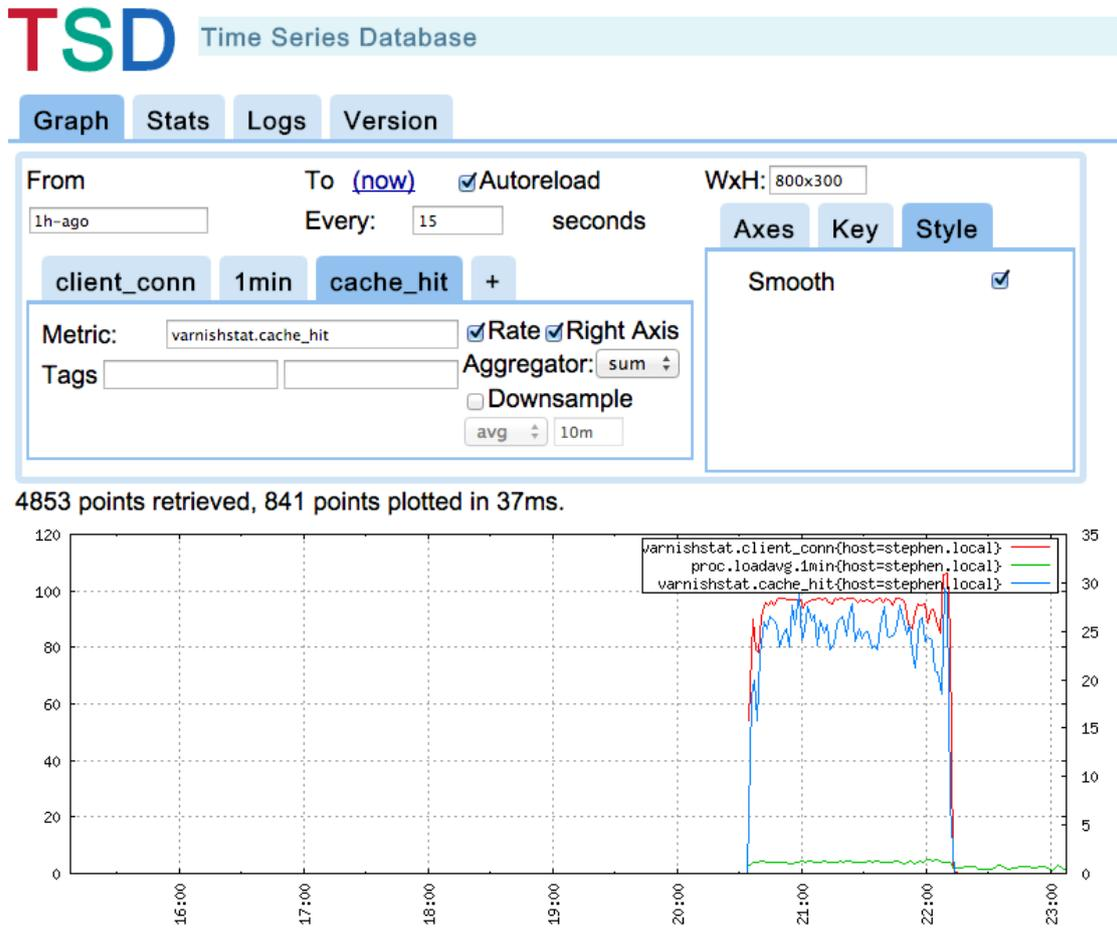 TSD Time Series Database
Graph Stats Logs Version
From To (now) Autoreload WxH: 800x300
1h-ago Every: 15 seconds
Axes Key Style
client_conn 1min cache_hit +
Smooth
Metric: varnishstat.cache_hit Rate Right Axis
Tags Aggregator: sum
Downsample
avg 10m
4853 points retrieved, 841 points plotted in 37ms.
varnishstat.client_conn{host=stephen.local}
proc.loadavg.1min{host=stephen.local}
varnishstat.cache_hit{host=stephen.local}
120
100
80
60
40
20
0
35
30
25
20
15
10
5
0
16:00 17:00 18:00 19:00 20:00 21:00 22:00 23:00